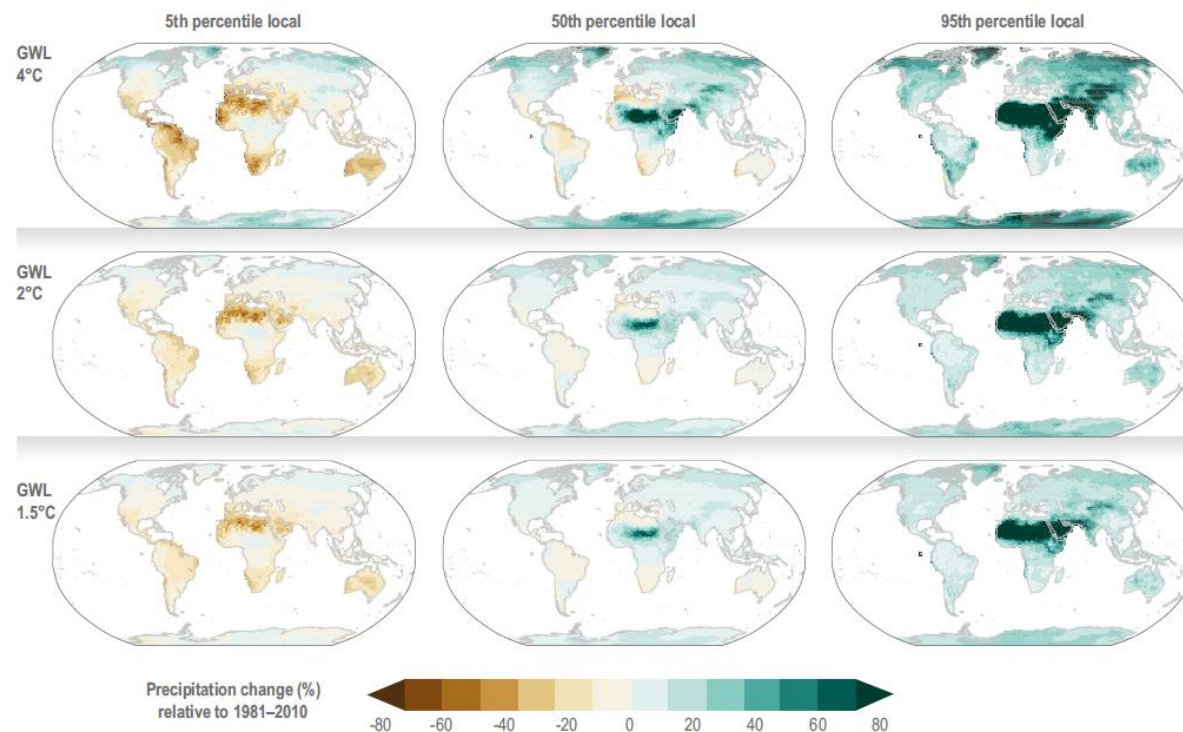 5th percentile local 50th percentile local 95th percentile local
GWL
4°C
GWL
2°C
GWL
1.5°C
Precipitation change (%)
relative to 1981–2010
-80 -60 -40 -20 0 20 40 60 80